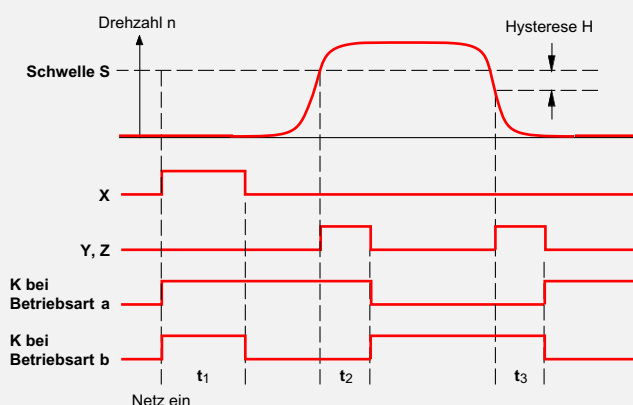 Drehzahl n
Hysterese H
Schwelle S
X
Y, Z
K bei
Betriebsart a
K bei
Betriebsart b
t1
t2
t3
Netz ein